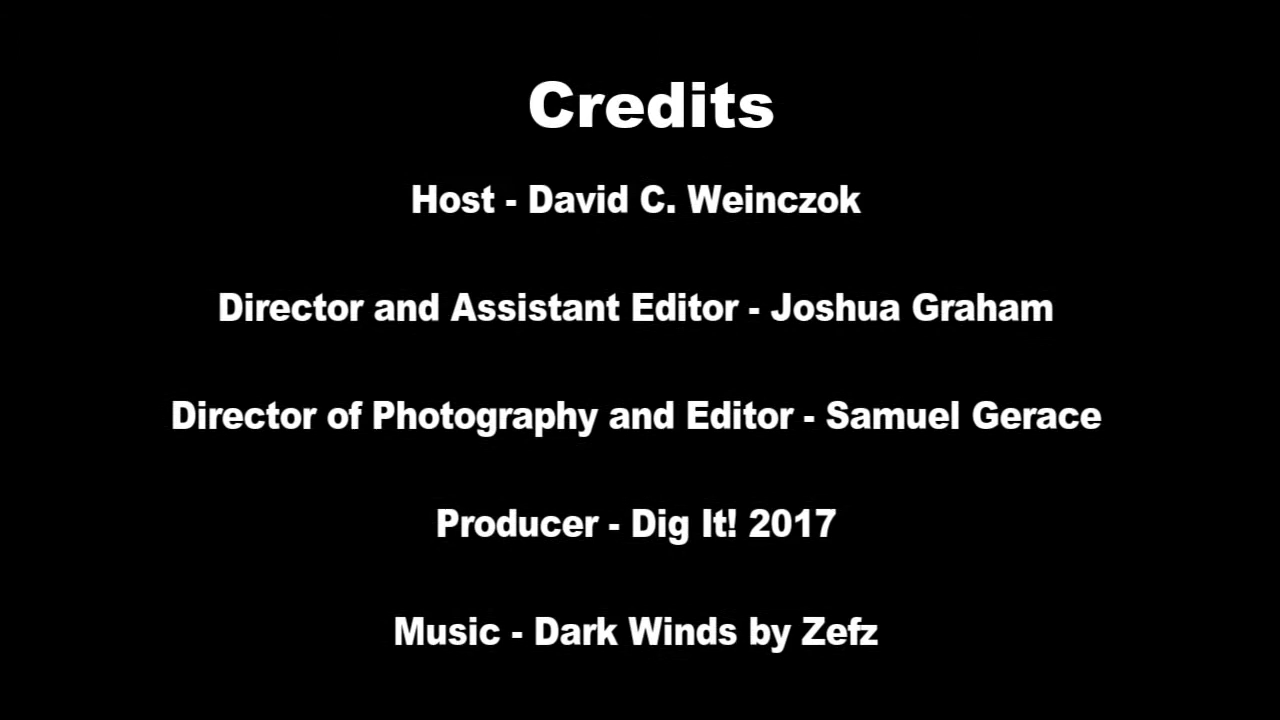 Credits
Host - David C. Weinczok
Director and Assistant Editor - Joshua Graham
Director of Photography and Editor - Samuel Gerace
Producer - Dig It! 2017
Music - Dark Winds by Zefz